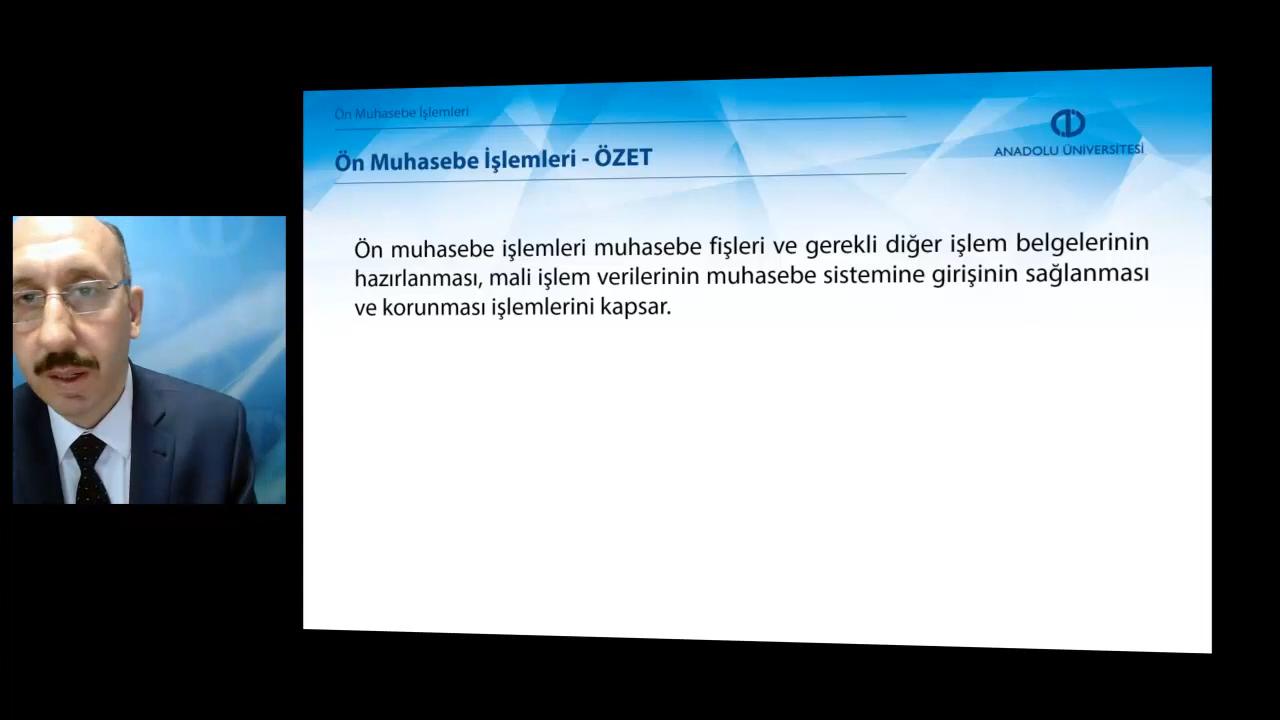 Ön Muhasebe İşlemleri
Ön Muhasebe İşlemleri - ÖZET
ANADOLU ÜNİVERSİTESİ
Ön muhasebe işlemleri muhasebe fişleri ve gerekli diğer işlem belgelerinin
hazırlanması, mali işlem verilerinin muhasebe sistemine girişinin sağlanması
ve korunması işlemlerini kapsar.